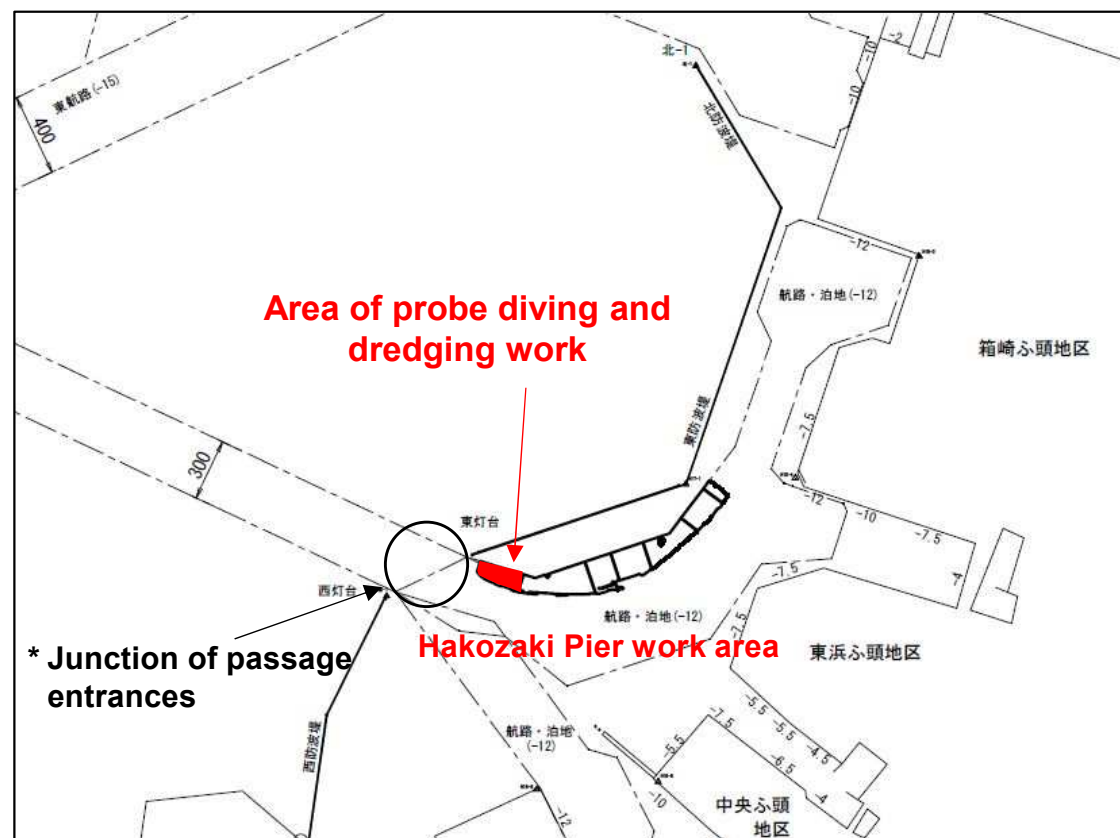 -2
-10
北-1
東航路(-15)
400
-10
北防波堤
-12
航路・泊地(-12)
Area of probe diving and
dredging work
箱崎ふ頭地区
東防波堤
-7.5
300
-12
-10
-7.5
東灯台
-4
西灯台
-7.5
航路・泊地(-12)
* Junction of passage
entrances
Hakozaki Pier work area
-7.5
東浜ふ頭地区
西防波堤
航路・泊地
(-12)
-5.5
-7.5
-5.5
-5.5
-4.5
-6.5
-4
-10
-12
中央ふ頭
地区